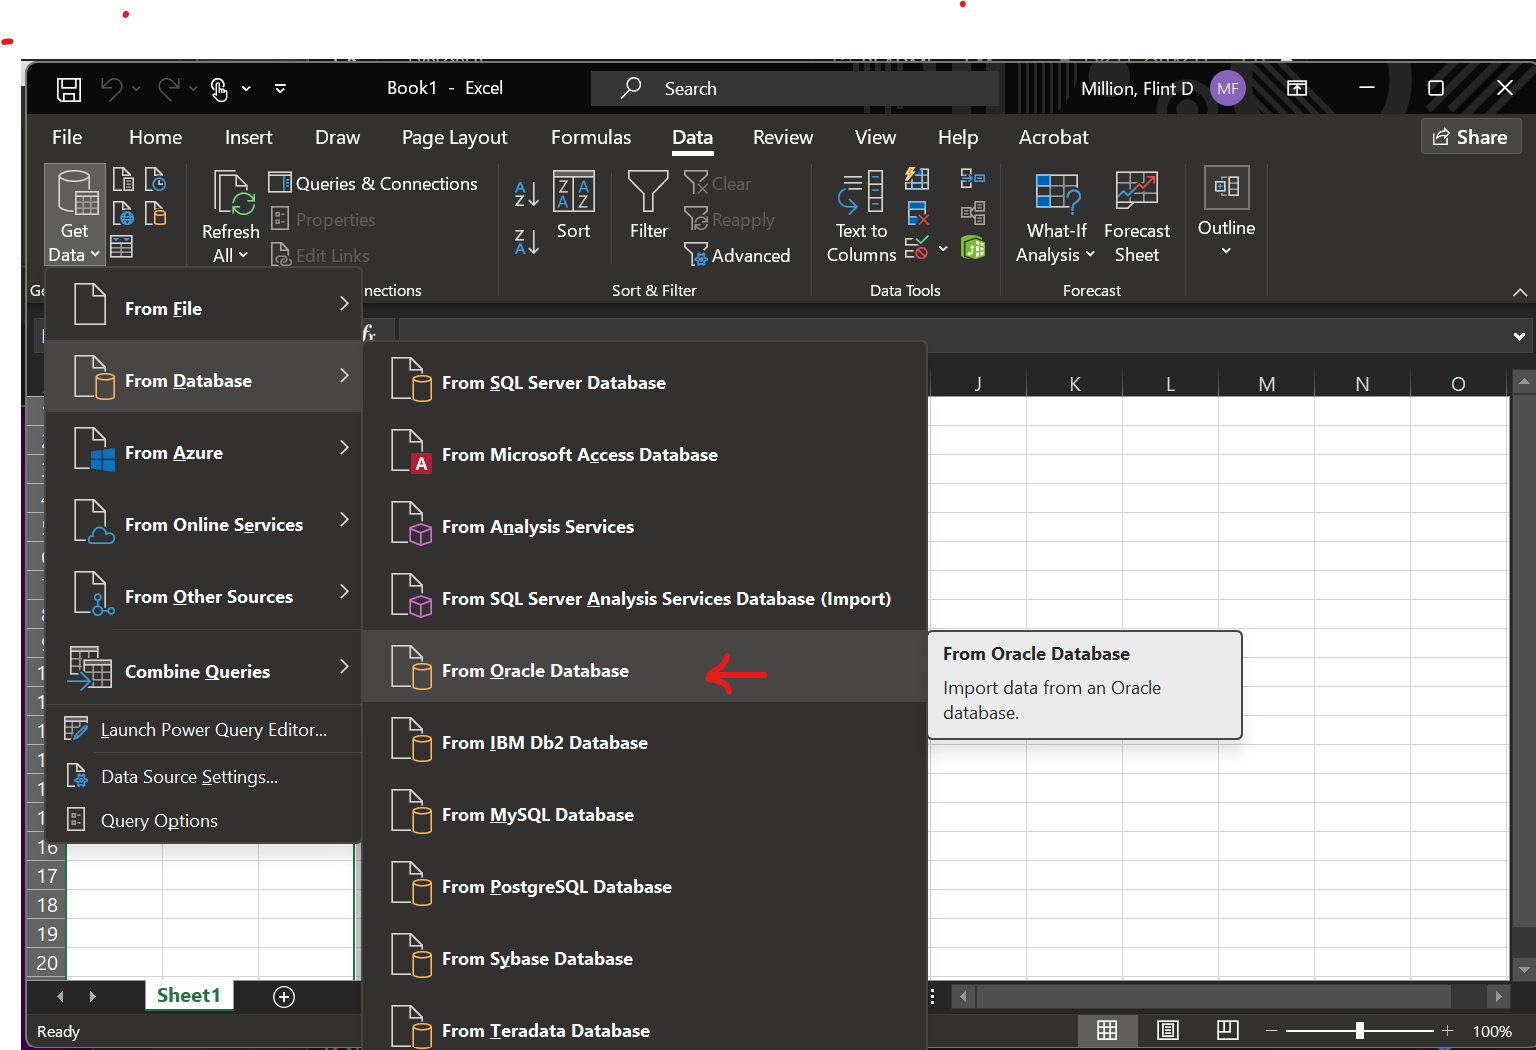 Book1 - Excel
Search
Million, Flint D
MF
File
Home
Insert
Draw
Page Layout
Formulas
Data
Review
View
Help
Acrobat
Share
Get
Data
Refresh
All
Queries & Connections
Properties
Edit Links
Sort
Filter
Clear
Reapply
Advanced
Text to
Columns
What-If
Analysis
Forecast
Sheet
Outline
Sort & Filter
Data Tools
Forecast
From File
From Database
From Azure
From Online Services
From Other Sources
Combine Queries
Launch Power Query Editor...
Data Source Settings...
Query Options
fx
From SQL Server Database
From Microsoft Access Database
From Analysis Services
From SQL Server Analysis Services Database (Import)
From Oracle Database
From IBM Db2 Database
From MySQL Database
From PostgreSQL Database
From Sybase Database
From Teradata Database
From Oracle Database
Import data from an Oracle
database.
J K L M N O
16
17
18
19
20
Sheet1
Ready
100%